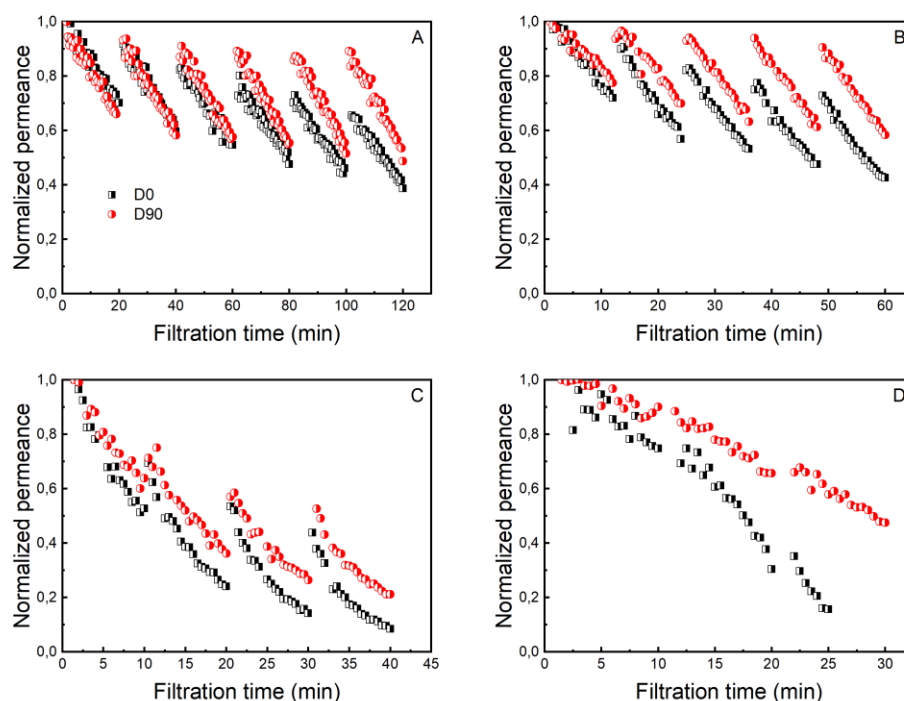 A
1,0
0,8
0,6
0,4
0,2
0,0
Normalized permeance
D0
D90
0 20 40 60 80 100 120
Filtration time (min)
B
1,0
0,8
0,6
0,4
0,2
0,0
Normalized permeance
0 10 20 30 40 50 60
Filtration time (min)
C
1,0
0,8
0,6
0,4
0,2
0,0
Normalized permeance
0 5 10 15 20 25 30 35 40 45
Filtration time (min)
D
1,0
0,8
0,6
0,4
0,2
0,0
Normalized permeance
0 5 10 15 20 25 30
Filtration time (min)